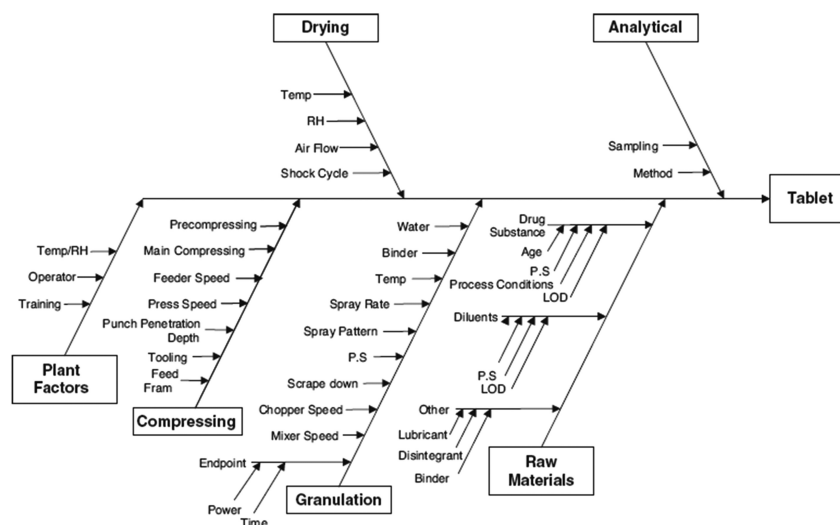 Drying
Analytical
Temp
RH
Air Flow
Shock Cycle
Sampling
Method
Tablet
Temp/RH
Operator
Training
Plant
Factors
Precompressing
Main Compressing
Feeder Speed
Press Speed
Punch Penetration
Depth
Tooling
Feed
Fram
Compressing
Water
Binder
Temp
Spray Rate
Spray Pattern
P.S
Scrape down
Chopper Speed
Mixer Speed
Endpoint
Power
Time
Granulation
Drug
Substance
Age
P.S
Process Conditions
LOD
Diluents
P.S
LOD
Other
Lubricant
Disintegrant
Binder
Raw
Materials